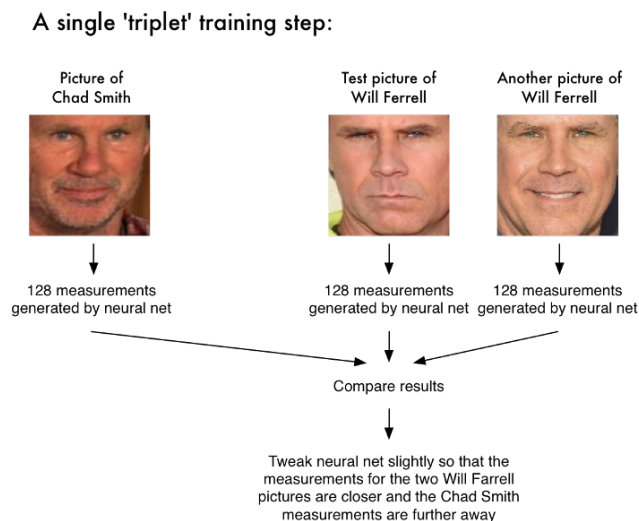 A single 'triplet' training step:
Picture of
Chad Smith
Test picture of
Will Ferrell
Another picture of
Will Ferrell
128 measurements
generated by neural net
128 measurements
generated by neural net
128 measurements
generated by neural net
Compare results
Tweak neural net slightly so that the
measurements for the two Will Farrell
pictures are closer and the Chad Smith
measurements are further away